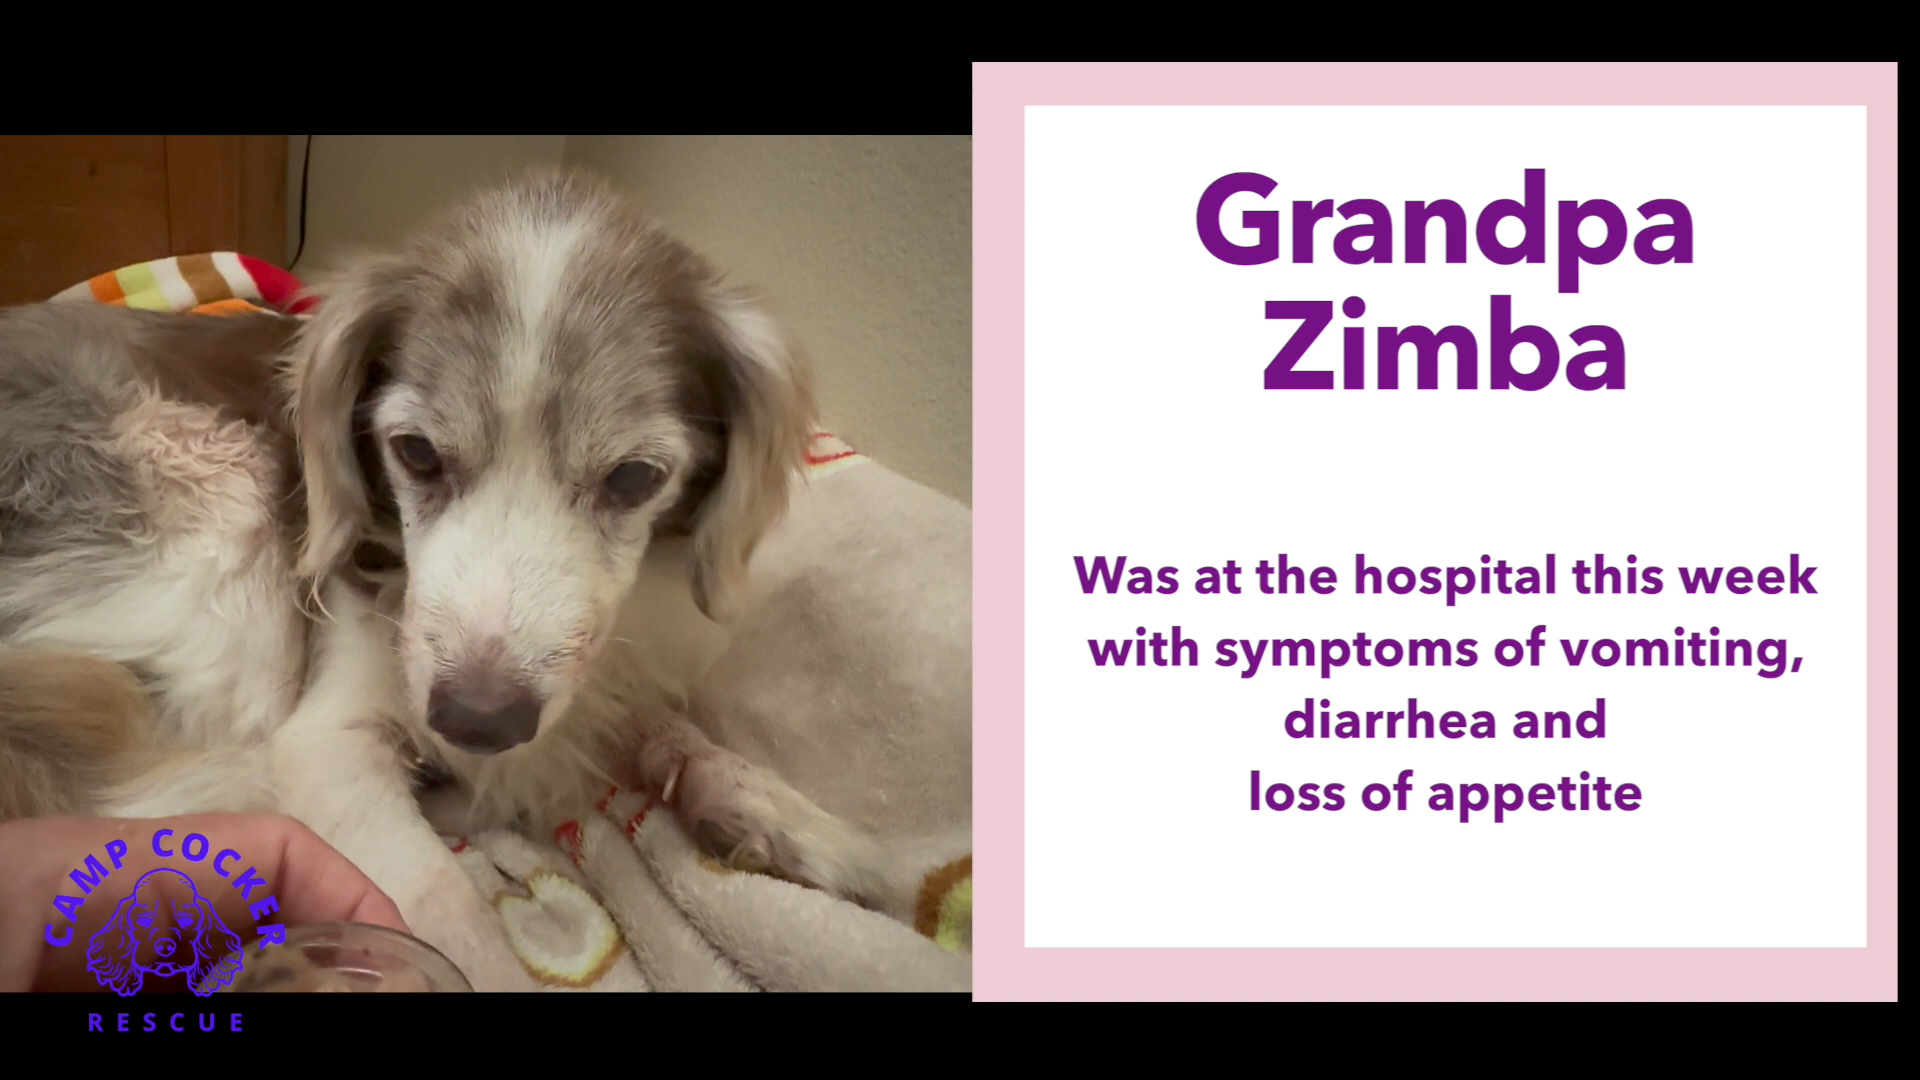 Grandpa
Zimba
Was at the hospital this week
with symptoms of vomiting,
diarrhea and
loss of appetite
CAMP COCKER
RESCUE